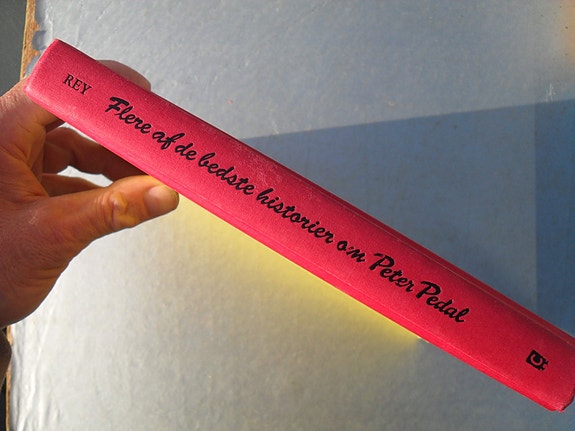 REY Flere af de bedste historier om Peter Pedal